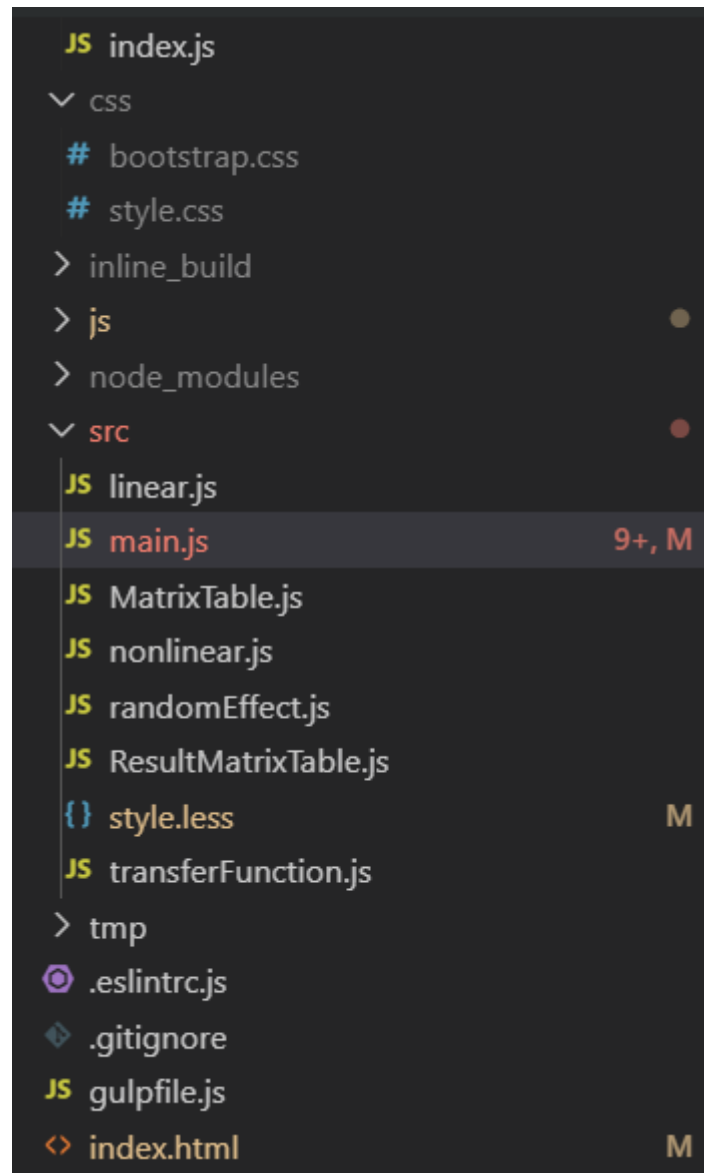 JS index.js
css
# bootstrap.css
# style.css
inline_build
js
node_modules
src
JS linear.js
JS main.js 9+, M
JS MatrixTable.js
JS nonlinear.js
JS randomEffect.js
JS ResultMatrixTable.js
{} style.less M
JS transferFunction.js
tmp
.eslintrc.js
.gitignore
JS gulpfile.js
<> index.html M